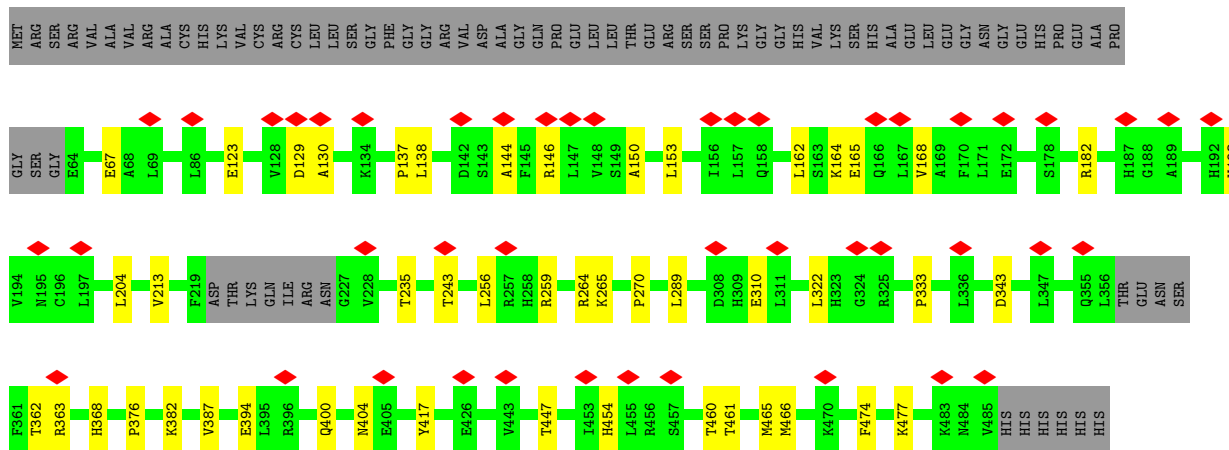 MET ARG SER ARG VAL ALA VAL ARG ALA CYS HIS LYS VAL CYS ARG CYS LEU LEU SER GLY PHE GLY GLY ARG VAL ASP ALA GLY GLN PRO GLU LEU LEU THR GLU ARG SER SER PRO LYS GLY GLY HIS VAL LYS SER HIS ALA GLU LEU GLU GLY ASN GLY GLU HIS PRO GLU ALA PRO
GLY SER GLY E64 E67 A68 L69 L86 E123 V128 D129 A130 K134 P137 L138 D142 S143 A144 F145 R146 L147 V148 S149 A150 L153 I156 L157 Q158 L162 S163 K164 E165 Q166 L167 V168 A169 F170 L171 E172 S178 R182 H187 G188 A189 H192
V194 N195 C196 L197 L204 V213 F219 ASP THR LYS GLN ILE ARG ASN G227 V228 T235 T243 L256 R257 H258 R259 R264 K265 P270 L289 D308 H309 E310 L311 L322 H323 G324 R325 P333 L336 D343 L347 Q355 L356 THR GLU ASN SER
F361 T362 R363 H368 P376 K382 V387 E394 L395 R396 Q400 N404 E405 Y417 E426 V443 T447 I453 H454 L455 R456 S457 T460 T461 M465 M466 K470 F474 K477 K483 N484 V485 HIS HIS HIS HIS HIS HIS